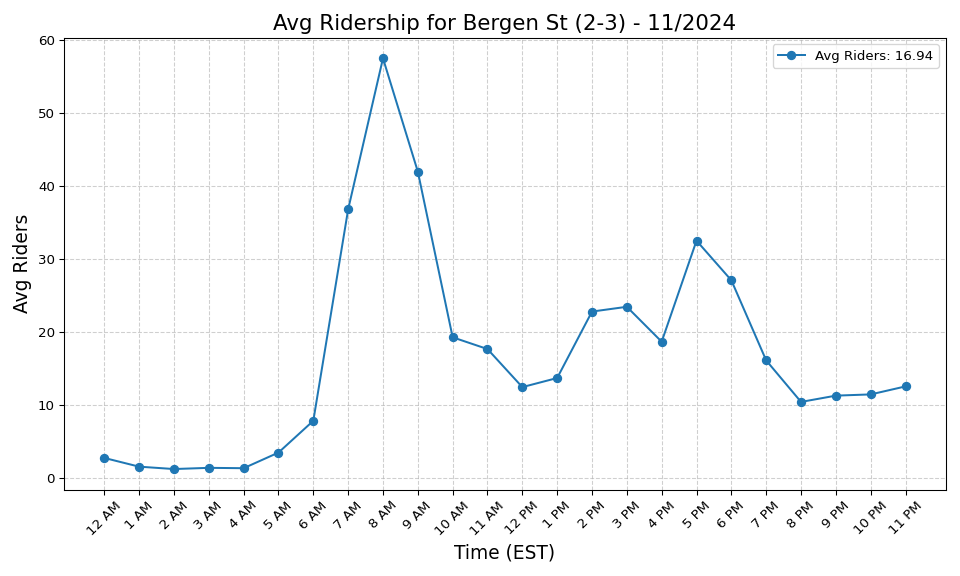 Avg Ridership for Bergen St (2-3) - 11/2024
Avg Riders: 16.94
Avg Riders
60
50
40
30
20
10
0
12 AM 1 AM 2 AM 3 AM 4 AM 5 AM 6 AM 7 AM 8 AM 9 AM 10 AM 11 AM 12 PM 1 PM 2 PM 3 PM 4 PM 5 PM 6 PM 7 PM 8 PM 9 PM 10 PM 11 PM
Time (EST)